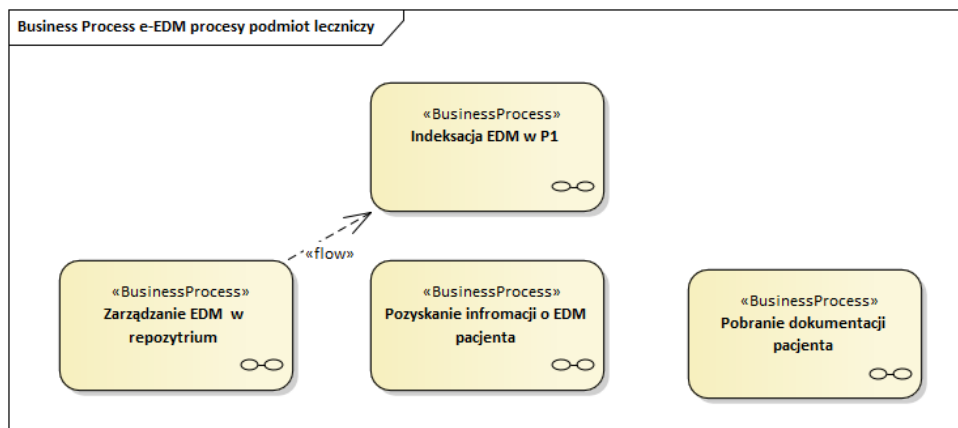 Business Process e-EDM procesy podmiot leczniczy
«BusinessProcess»
Indeksacja EDM w P1
«flow»
«BusinessProcess»
Zarządzanie EDM w
repozytrium
«BusinessProcess»
Pozyskanie infromacji o EDM
pacjenta
«BusinessProcess»
Pobranie dokumentacji
pacjenta